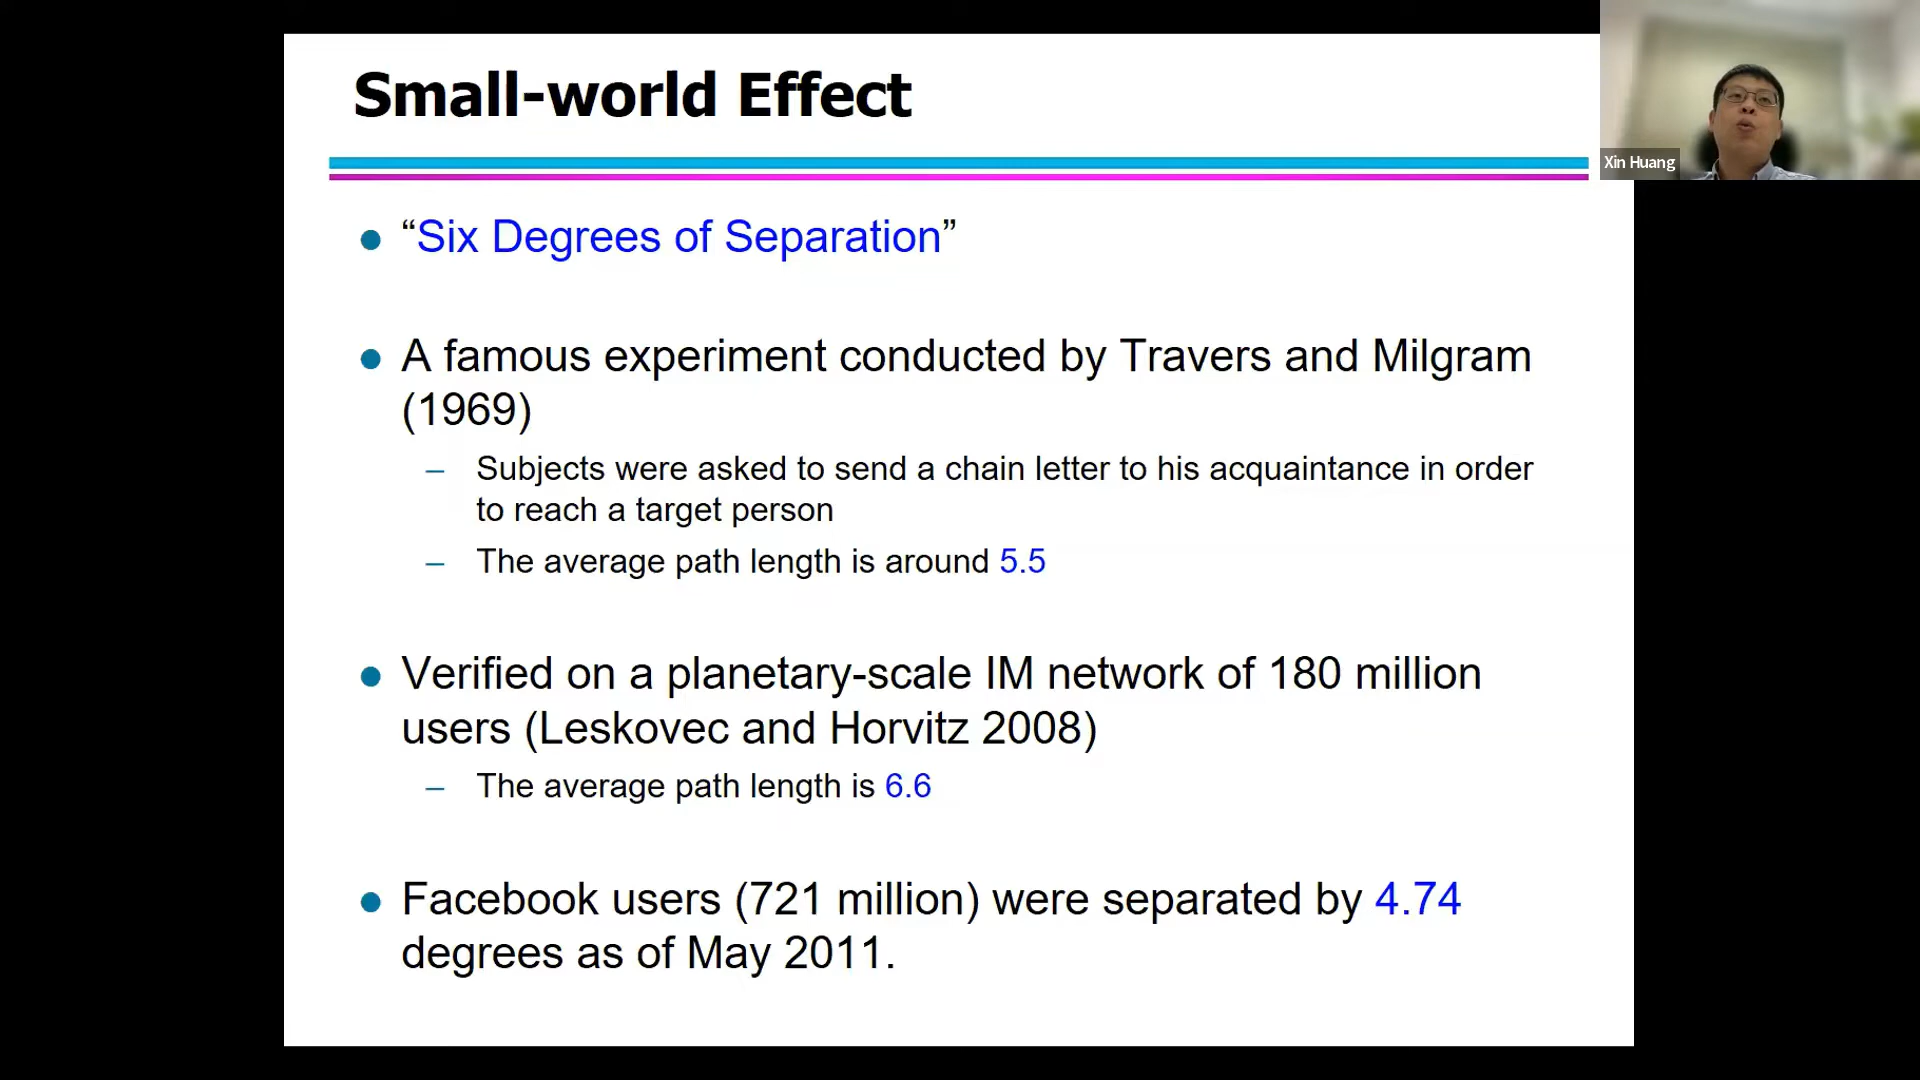 Small-world Effect
Xin Huang
● “Six Degrees of Separation”
● A famous experiment conducted by Travers and Milgram
(1969)
– Subjects were asked to send a chain letter to his acquaintance in order
to reach a target person
– The average path length is around 5.5
● Verified on a planetary-scale IM network of 180 million
users (Leskovec and Horvitz 2008)
– The average path length is 6.6
● Facebook users (721 million) were separated by 4.74
degrees as of May 2011.